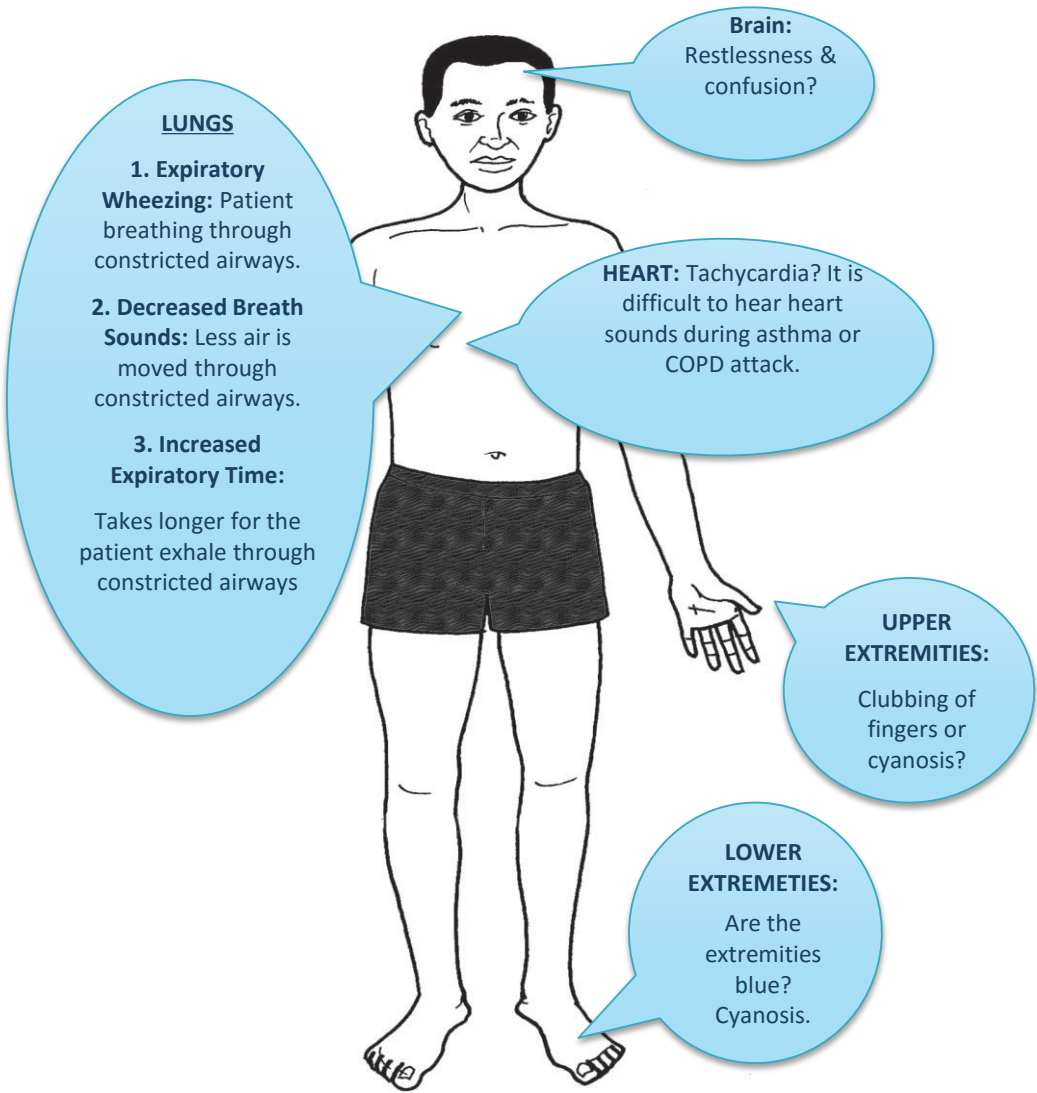 Brain:
Restlessness &
confusion?
LUNGS
1. Expiratory
Wheezing: Patient
breathing through
constricted airways.
2. Decreased Breath
Sounds: Less air is
moved through
constricted airways.
3. Increased
Expiratory Time:
Takes longer for the
patient exhale through
constricted airways
HEART: Tachycardia? It is
difficult to hear heart
sounds during asthma or
COPD attack.
UPPER
EXTREMITIES:
Clubbing of
fingers or
cyanosis?
LOWER
EXTREMETIES:
Are the
extremities
blue?
Cyanosis.